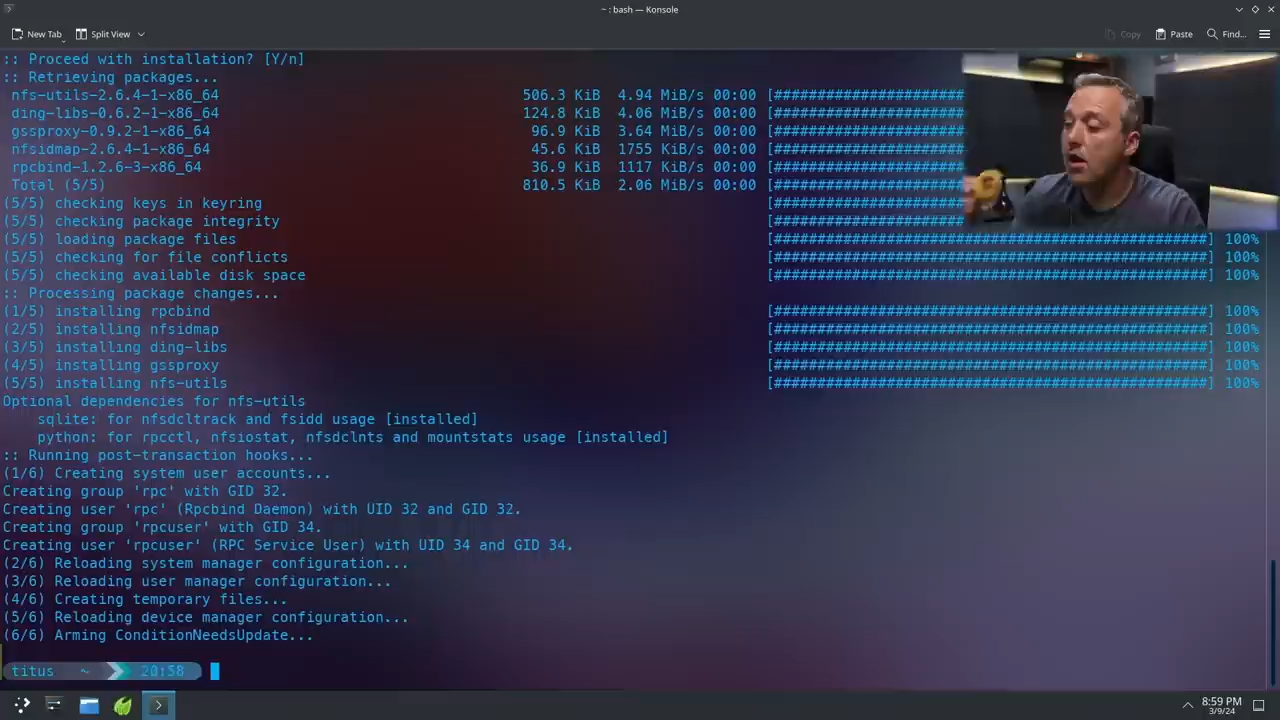 ~ : bash — Konsole
New Tab Split View Copy Paste Find...
:: Proceed with installation? [Y/n]
:: Retrieving packages...
nfs-utils-2.6.4-1-x86_64 506.3 KiB 4.94 MiB/s 00:00 [######################
ding-libs-0.6.2-1-x86_64 124.8 KiB 4.06 MiB/s 00:00 [######################
gssproxy-0.9.2-1-x86_64 96.9 KiB 3.64 MiB/s 00:00 [######################
nfsidmap-2.6.4-1-x86_64 45.6 KiB 1755 KiB/s 00:00 [######################
rpcbind-1.2.6-3-x86_64 36.9 KiB 1117 KiB/s 00:00 [######################
Total (5/5) 810.5 KiB 2.06 MiB/s 00:00 [######################
(5/5) checking keys in keyring [######################
(5/5) checking package integrity [######################
(5/5) loading package files [##################################################] 100%
(5/5) checking for file conflicts [##################################################] 100%
(5/5) checking available disk space [##################################################] 100%
:: Processing package changes...
(1/5) installing rpcbind [##################################################] 100%
(2/5) installing nfsidmap [##################################################] 100%
(3/5) installing ding-libs [##################################################] 100%
(4/5) installing gssproxy [##################################################] 100%
(5/5) installing nfs-utils [##################################################] 100%
Optional dependencies for nfs-utils
sqlite: for nfsdcltrack and fsidd usage [installed]
python: for rpcctl, nfsiostat, nfsdclnts and mountstats usage [installed]
:: Running post-transaction hooks...
(1/6) Creating system user accounts...
Creating group 'rpc' with GID 32.
Creating user 'rpc' (Rpcbind Daemon) with UID 32 and GID 32.
Creating group 'rpcuser' with GID 34.
Creating user 'rpcuser' (RPC Service User) with UID 34 and GID 34.
(2/6) Reloading system manager configuration...
(3/6) Reloading user manager configuration...
(4/6) Creating temporary files...
(5/6) Reloading device manager configuration...
(6/6) Arming ConditionNeedsUpdate...
titus ~ 20:58
8:59 PM
3/9/24